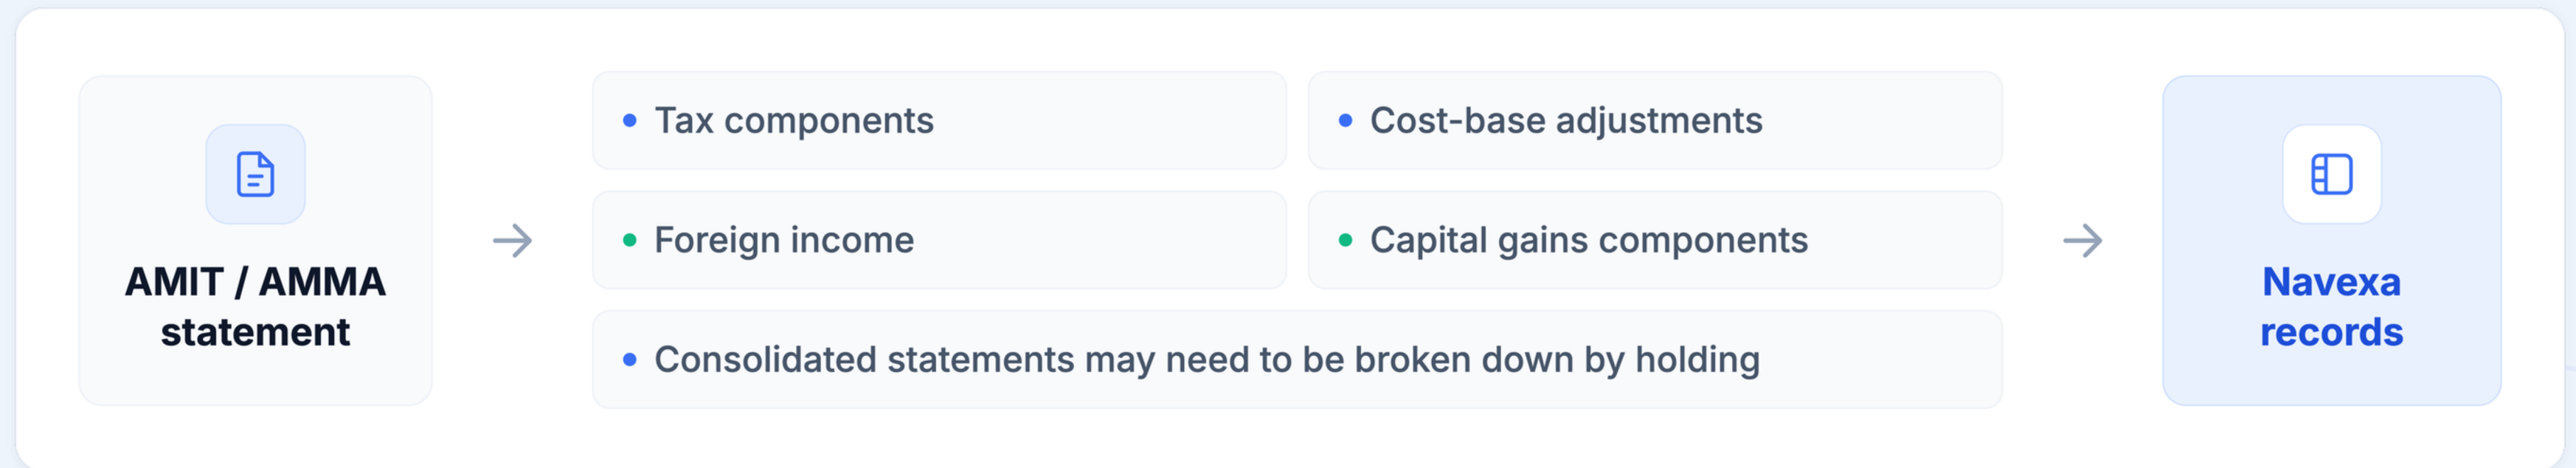 AMIT / AMMA
statement
Tax components
Cost-base adjustments
Foreign income
Capital gains components
Consolidated statements may need to be broken down by holding
Navexa
records